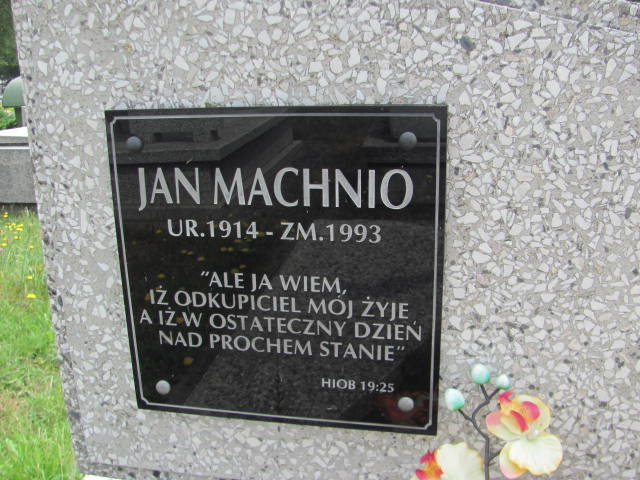 JAN MACHNIO
UR.1914 - ZM.1993
"ALE JA WIEM,
IŻ ODKUPICIEL MÓJ ŻYJE
A IŻ W OSTATECZNY DZIEŃ
NAD PROCHEM STANIE"
HIOB 19:25